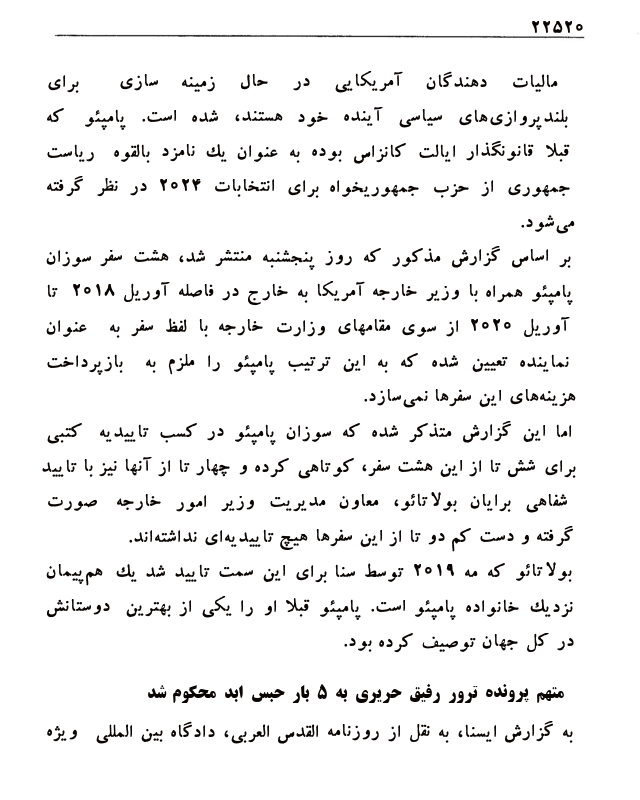 ۲۲۵۲۰
مالیات دهندگان آمریکایی در حال زمینه سازی برای
بلندپروازی‌های سیاسی آینده خود هستند، شده است. پامپئو که
قبلا قانونگذار ایالت کانزاس بوده به عنوان یك نامزد بالقوه ریاست
جمهوری از حزب جمهوریخواه برای انتخابات ۲۰۲۴ در نظر گرفته
می‌شود.
بر اساس گزارش مذکور که روز پنجشنبه منتشر شد، هشت سفر سوزان
پامپئو همراه با وزیر خارجه آمریکا به خارج در فاصله آوریل ۲۰۱۸ تا
آوریل ۲۰۲۰ از سوی مقامهای وزارت خارجه با لفظ سفر به عنوان
نماینده تعیین شده که به این ترتیب پامپئو را ملزم به بازپرداخت
هزینه‌های این سفرها نمی‌سازد.
اما این گزارش متذکر شده که سوزان پامپئو در کسب تاییدیه کتبی
برای شش تا از این هشت سفر، کوتاهی کرده و چهار تا از آنها نیز با تایید
شفاهی برایان بولاتائو، معاون مدیریت وزیر امور خارجه صورت
گرفته و دست کم دو تا از این سفرها هیچ تاییدیه‌ای نداشته‌اند.
بولاتائو که مه ۲۰۱۹ توسط سنا برای این سمت تایید شد یك هم‌پیمان
نزدیك خانواده پامپئو است. پامپئو قبلا او را یکی از بهترین دوستانش
در کل جهان توصیف کرده بود.
متهم پرونده ترور رفیق حریری به ۵ بار حبس ابد محکوم شد
به گزارش ایسنا، به نقل از روزنامه القدس العربی، دادگاه بین المللی ویژه